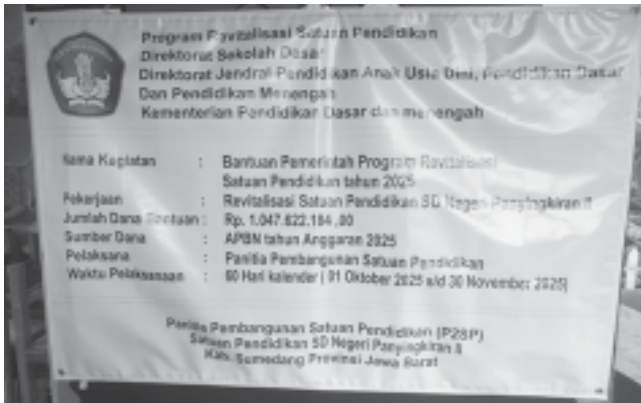 Program Revitalisasi Satuan Pendidikan
Direktorat Sekolah Dasar
Direktorat Jendral Pendidikan Anak Usia Dini, Pendidikan Dasar
Dan Pendidikan Menengah
Kementerian Pendidikan Dasar dan menengah
Nama Kegiatan : Bantuan Pemerintah Program Revitalisasi
Satuan Pendidikan tahun 2025
Pekerjaan : Revitalisasi Satuan Pendidikan SD Negeri Panyingkiran II
Jumlah Dana Bantuan : Rp. 1.047.822.184,00
Sumber Dana : APBN tahun Anggaran 2025
Pelaksana : Panitia Pembangunan Satuan Pendidikan
Waktu Pelaksanaan : 60 Hari kalender ( 01 Oktober 2025 s/d 30 November 2025)
Panitia Pembangunan Satuan Pendidikan (P2SP)
Satuan Pendidikan SD Negeri Panyingkiran II
Kab. Sumedang Provinsi Jawa Barat